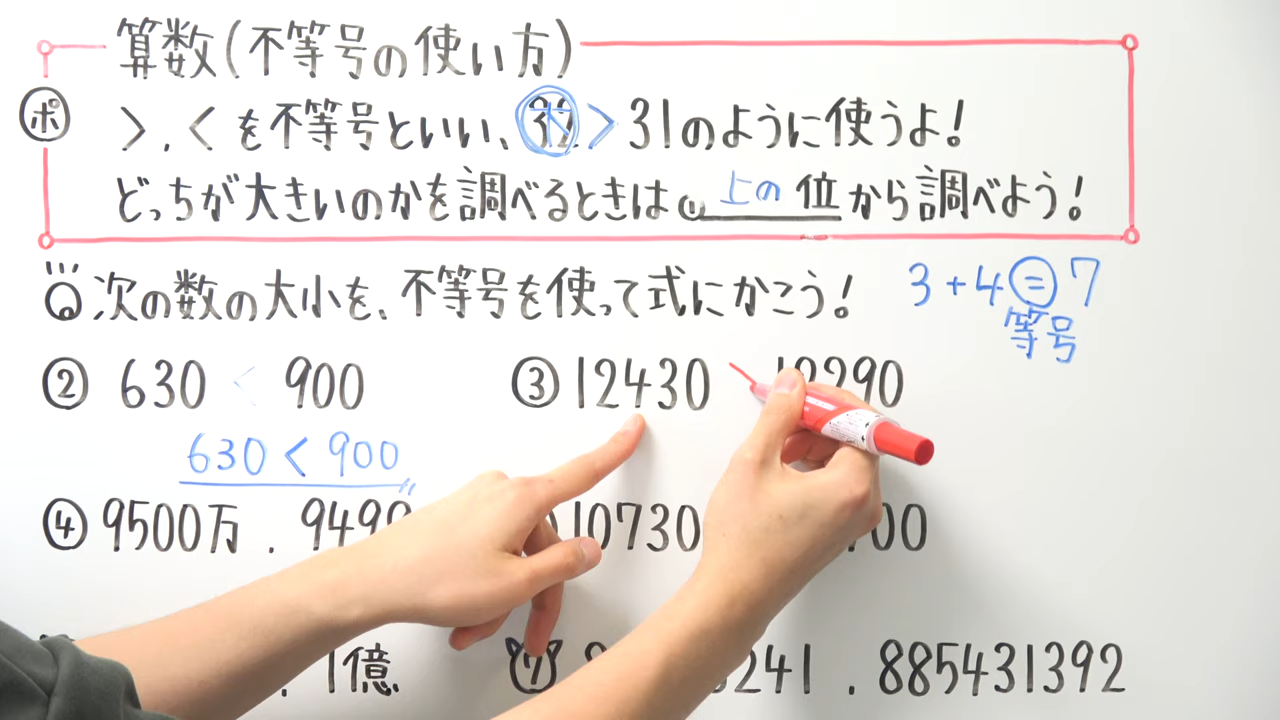 算数(不等号の使い方)
ポ >, < を不等号といい、32 > 31のように使うよ!
どっちが大きいのかを調べるときは① 上の 位から調べよう!
次の数の大小を、不等号を使って式にかこう!
3+4=7
等号
② 630 < 900
③ 12430
630 < 900
④ 9500万 . 9490
10730
1億
⑦
241 . 885431392